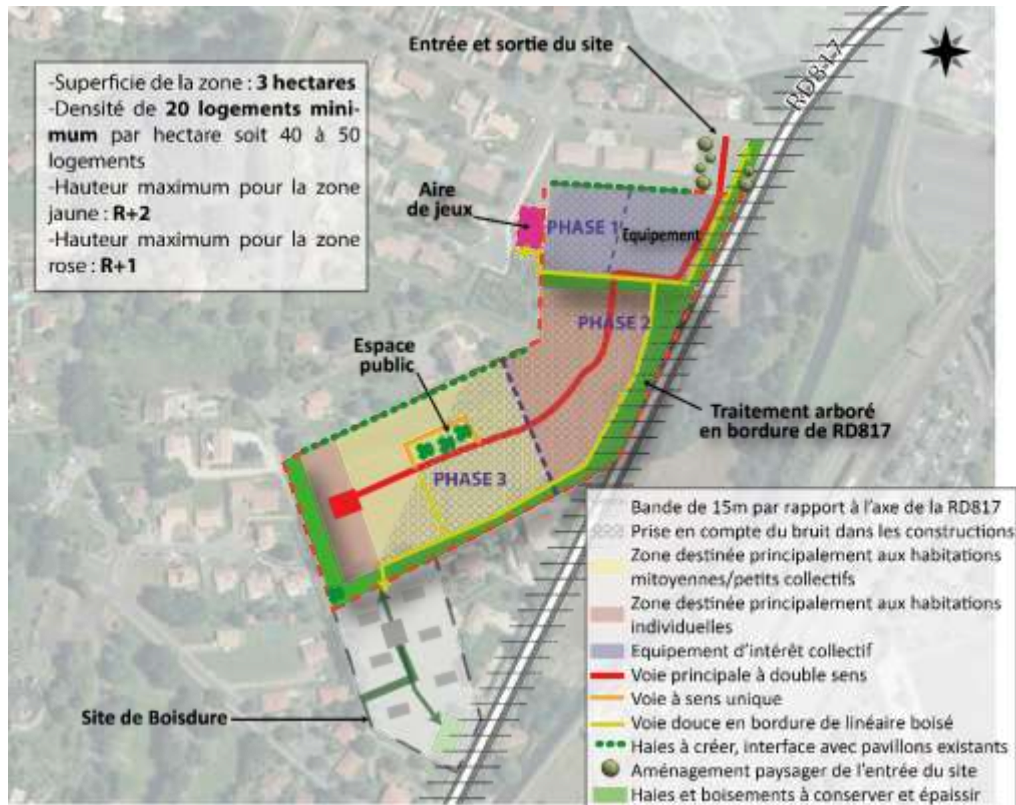 Entrée et sortie du site
RD817
-Superficie de la zone : 3 hectares
-Densité de 20 logements mini-
mum par hectare soit 40 à 50
logements
-Hauteur maximum pour la zone
jaune : R+2
-Hauteur maximum pour la zone
rose : R+1
Aire
de jeux
PHASE 1
Equipement
PHASE 2
Espace
public
Traitement arboré
en bordure de RD817
PHASE 3
Site de Boisdure
Bande de 15m par rapport à l'axe de la RD817
Prise en compte du bruit dans les constructions
Zone destinée principalement aux habitations
mitoyennes/petits collectifs
Zone destinée principalement aux habitations
individuelles
Equipement d'intérêt collectif
Voie principale à double sens
Voie à sens unique
Voie douce en bordure de linéaire boisé
Haies à créer, interface avec pavillons existants
Aménagement paysager de l'entrée du site
Haies et boisements à conserver et épaissir